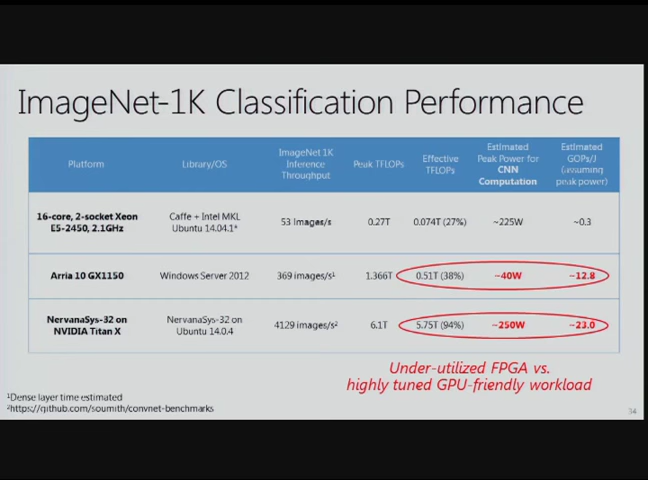 ImageNet-1K Classification Performance
Platform
Library/OS
ImageNet 1K
Inference
Throughput
Peak TFLOPs
Effective
TFLOPs
Estimated
Peak Power for
CNN
Computation
Estimated
GOPs/J
(assuming
peak power)
16-core, 2-socket Xeon
E5-2450, 2.1GHz
Caffe + Intel MKL
Ubuntu 14.04.1*
53 Images/s
0.27T
0.074T (27%)
~225W
~0.3
Arria 10 GX1150
Windows Server 2012
369 images/s¹
1.366T
0.51T (38%)
~40W
~12.8
NervanaSys-32 on
NVIDIA Titan X
NervanaSys-32 on
Ubuntu 14.0.4
4129 images/s²
6.1T
5.75T (94%)
~250W
~23.0
Under-utilized FPGA vs.
highly tuned GPU-friendly workload
¹Dense layer time estimated
²https://github.com/soumith/convnet-benchmarks
34